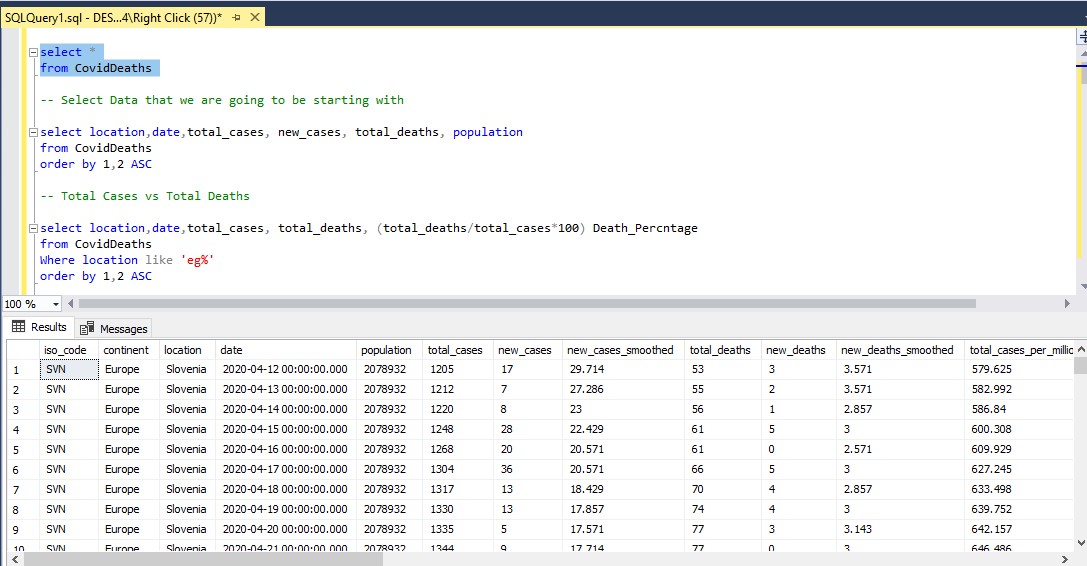 SQLQuery1.sql - DES...4\Right Click (57))*
select *
from CovidDeaths
-- Select Data that we are going to be starting with
select location,date,total_cases, new_cases, total_deaths, population
from CovidDeaths
order by 1,2 ASC
-- Total Cases vs Total Deaths
select location,date,total_cases, total_deaths, (total_deaths/total_cases*100) Death_Percntage
from CovidDeaths
Where location like 'eg%'
order by 1,2 ASC
100 %
Results Messages
iso_code continent location date population total_cases new_cases new_cases_smoothed total_deaths new_deaths new_deaths_smoothed total_cases_per_millic
1 SVN Europe Slovenia 2020-04-12 00:00:00.000 2078932 1205 17 29.714 53 3 3.571 579.625
2 SVN Europe Slovenia 2020-04-13 00:00:00.000 2078932 1212 7 27.286 55 2 3.571 582.992
3 SVN Europe Slovenia 2020-04-14 00:00:00.000 2078932 1220 8 23 56 1 2.857 586.84
4 SVN Europe Slovenia 2020-04-15 00:00:00.000 2078932 1248 28 22.429 61 5 3 600.308
5 SVN Europe Slovenia 2020-04-16 00:00:00.000 2078932 1268 20 20.571 61 0 2.571 609.929
6 SVN Europe Slovenia 2020-04-17 00:00:00.000 2078932 1304 36 20.571 66 5 3 627.245
7 SVN Europe Slovenia 2020-04-18 00:00:00.000 2078932 1317 13 18.429 70 4 2.857 633.498
8 SVN Europe Slovenia 2020-04-19 00:00:00.000 2078932 1330 13 17.857 74 4 3 639.752
9 SVN Europe Slovenia 2020-04-20 00:00:00.000 2078932 1335 5 17.571 77 3 3.143 642.157
10 SVN Europe Slovenia 2020-04-21 00:00:00.000 2078932 1344 9 17.714 77 0 3 646.486